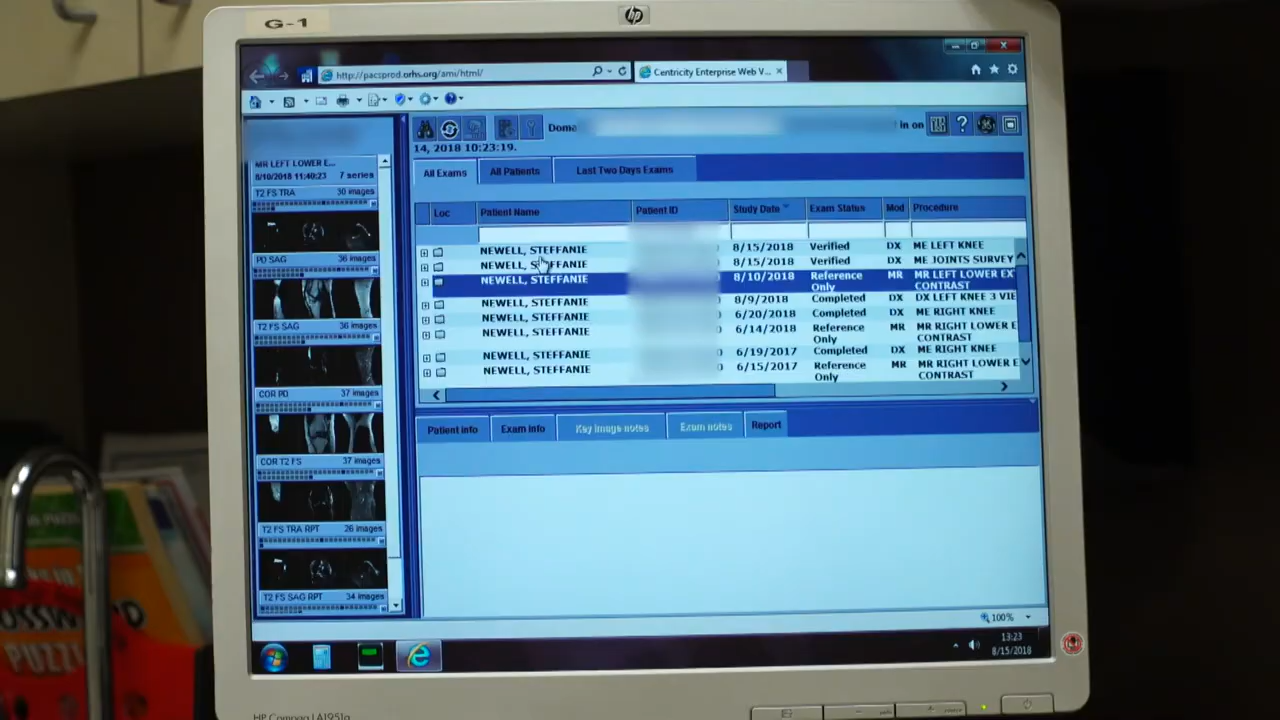 G-1
hp
http://pacsprod.orhs.org/ami/html/
Centricity Enterprise Web V...
Doma
in on
14, 2018 10:23:19.
All Exams
All Patients
Last Two Days Exams
MR LEFT LOWER E...
8/10/2018 11:40:23 7 series
T2 FS TRA 30 images
PD SAG 36 images
T2 FS SAG 36 images
COR PD 37 images
COR T2 FS 37 images
T2 FS TRA RPT 26 images
T2 FS SAG RPT 34 images
Loc Patient Name Patient ID Study Date Exam Status Mod Procedure
NEWELL, STEFFANIE 8/15/2018 Verified DX ME LEFT KNEE
NEWELL, STEFFANIE 8/15/2018 Verified DX ME JOINTS SURVEY
NEWELL, STEFFANIE 8/10/2018 Reference Only MR MR LEFT LOWER EXT CONTRAST
NEWELL, STEFFANIE 8/9/2018 Completed DX DX LEFT KNEE 3 VIE
NEWELL, STEFFANIE 6/20/2018 Completed DX ME RIGHT KNEE
NEWELL, STEFFANIE 6/14/2018 Reference Only MR MR RIGHT LOWER E CONTRAST
NEWELL, STEFFANIE 6/19/2017 Completed DX ME RIGHT KNEE
NEWELL, STEFFANIE 6/15/2017 Reference Only MR MR RIGHT LOWER E CONTRAST
Patient info
Exam info
Key image notes
Exam notes
Report
100%
13:23
8/15/2018
HP Compaq LA1951g
PUZZ